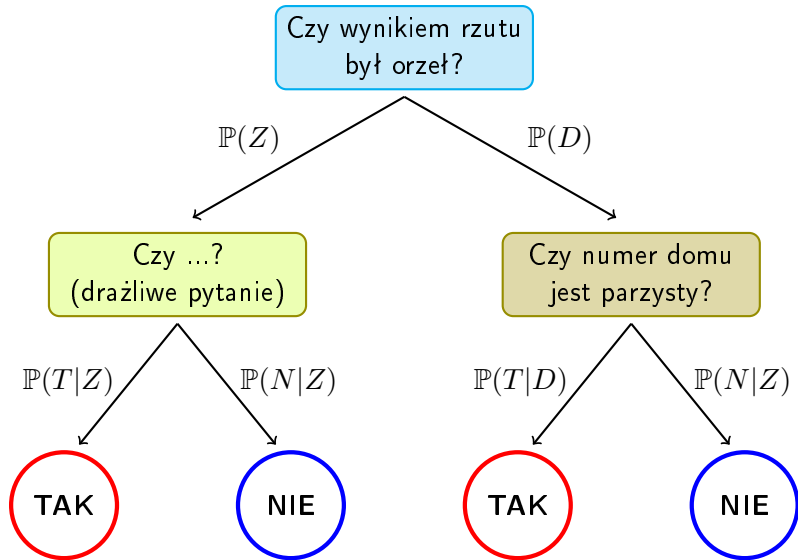 Czy wynikiem rzutu
był orzeł?
ℙ(Z)
ℙ(D)
Czy ...?
(drażliwe pytanie)
Czy numer domu
jest parzysty?
ℙ(T|Z)
ℙ(N|Z)
ℙ(T|D)
ℙ(N|Z)
TAK
NIE
TAK
NIE